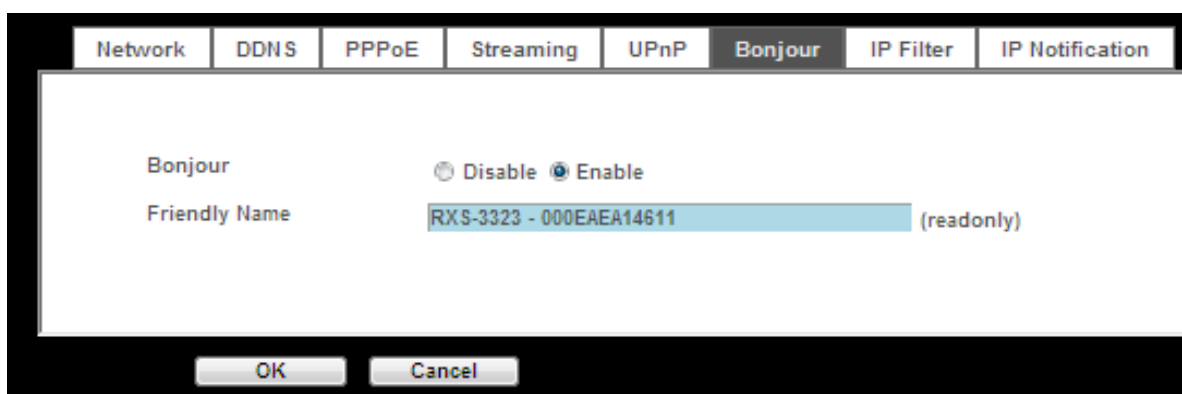 Network DDNS PPPoE Streaming UPnP Bonjour IP Filter IP Notification
Bonjour Disable Enable
Friendly Name RXS-3323 - 000EAEA14611 (readonly)
OK Cancel